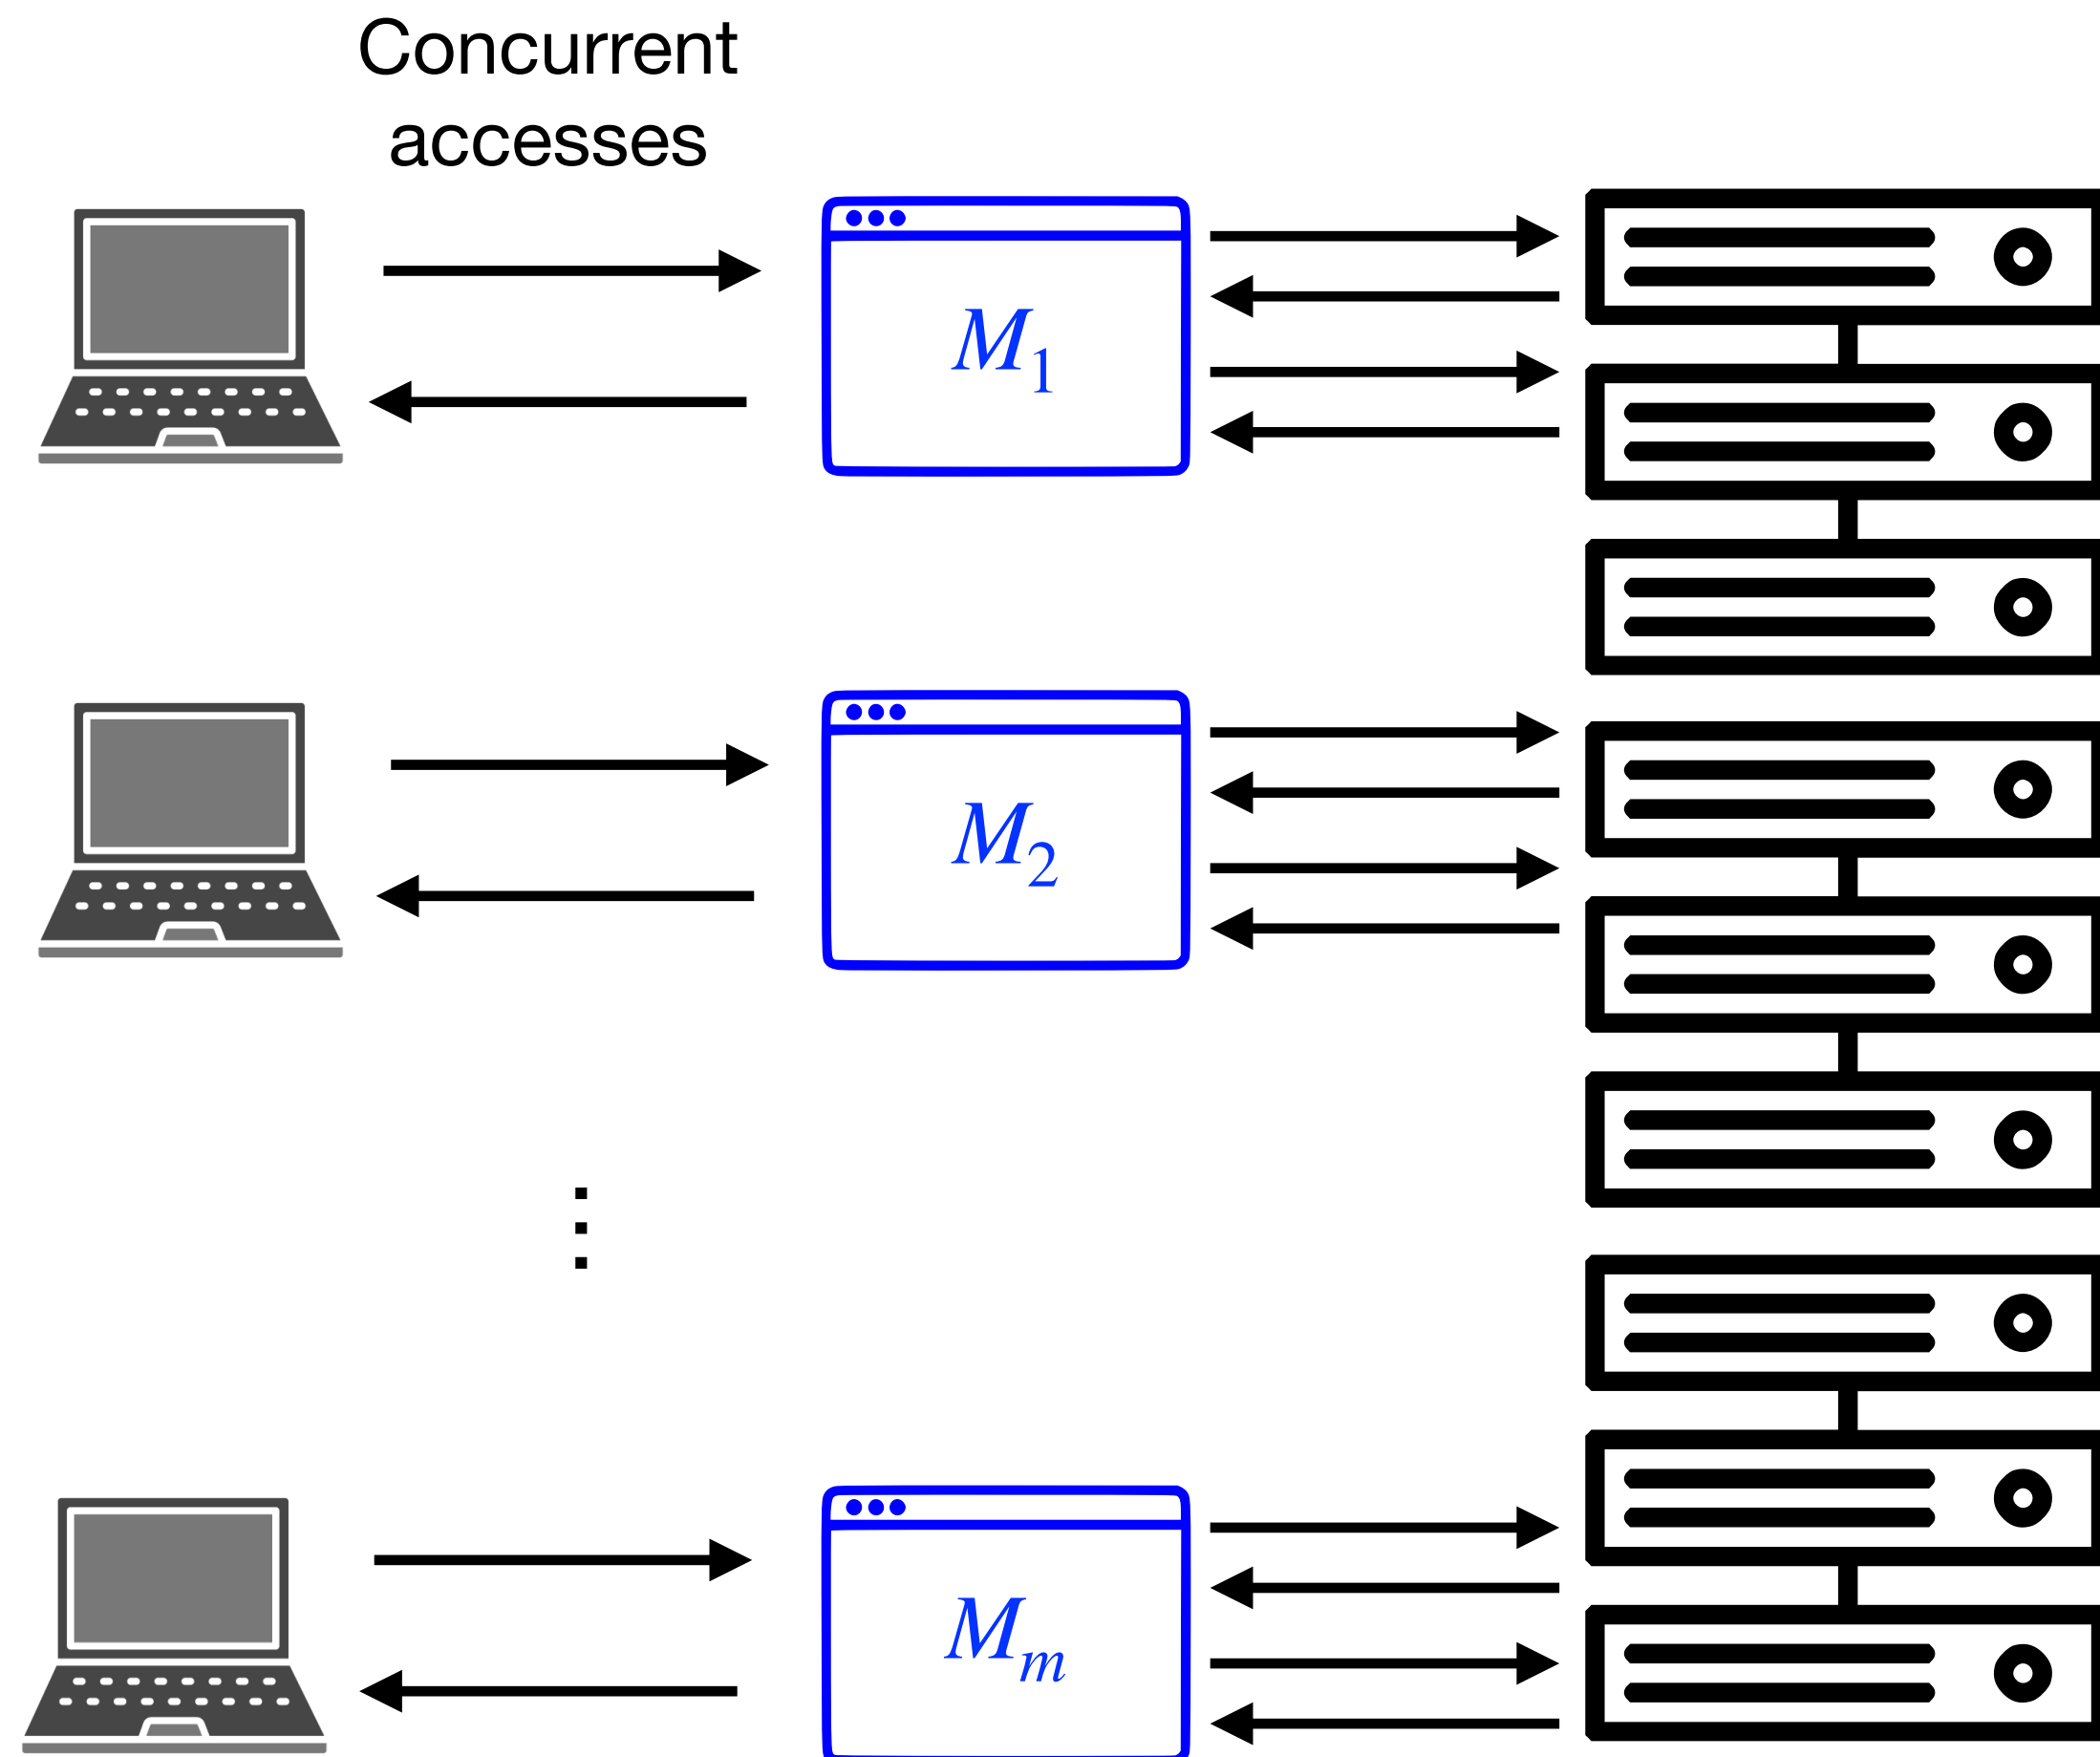 Concurrent
accesses
M₁
M₂
⋮
Mₘ